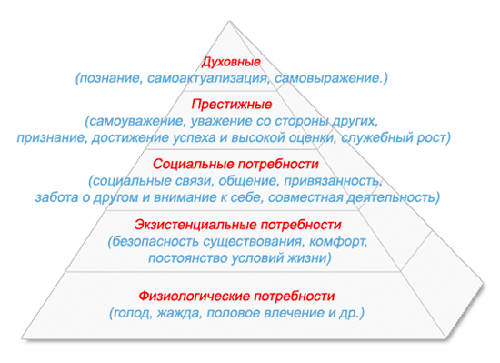 Духовные
(познание, самоактуализация, самовыражение.)
Престижные
(самоуважение, уважение со стороны других,
признание, достижение успеха и высокой оценки, служебный рост)
Социальные потребности
(социальные связи, общение, привязанность,
забота о другом и внимание к себе, совместная деятельность)
Экзистенциальные потребности
(безопасность существования, комфорт,
постоянство условий жизни)
Физиологические потребности
(голод, жажда, половое влечение и др.)